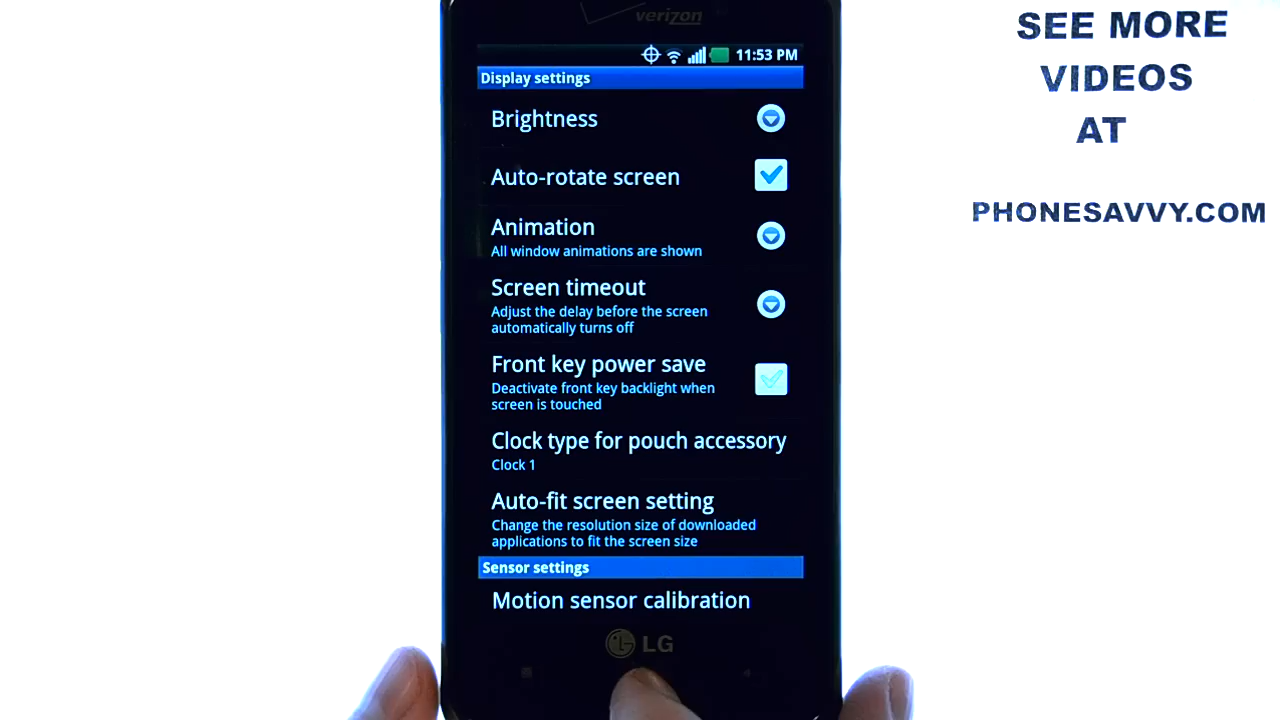 verizon
11:53 PM
Display settings
Brightness
Auto-rotate screen
Animation
All window animations are shown
Screen timeout
Adjust the delay before the screen
automatically turns off
Front key power save
Deactivate front key backlight when
screen is touched
Clock type for pouch accessory
Clock 1
Auto-fit screen setting
Change the resolution size of downloaded
applications to fit the screen size
Sensor settings
Motion sensor calibration
LG
SEE MORE
VIDEOS
AT
PHONESAVVY.COM